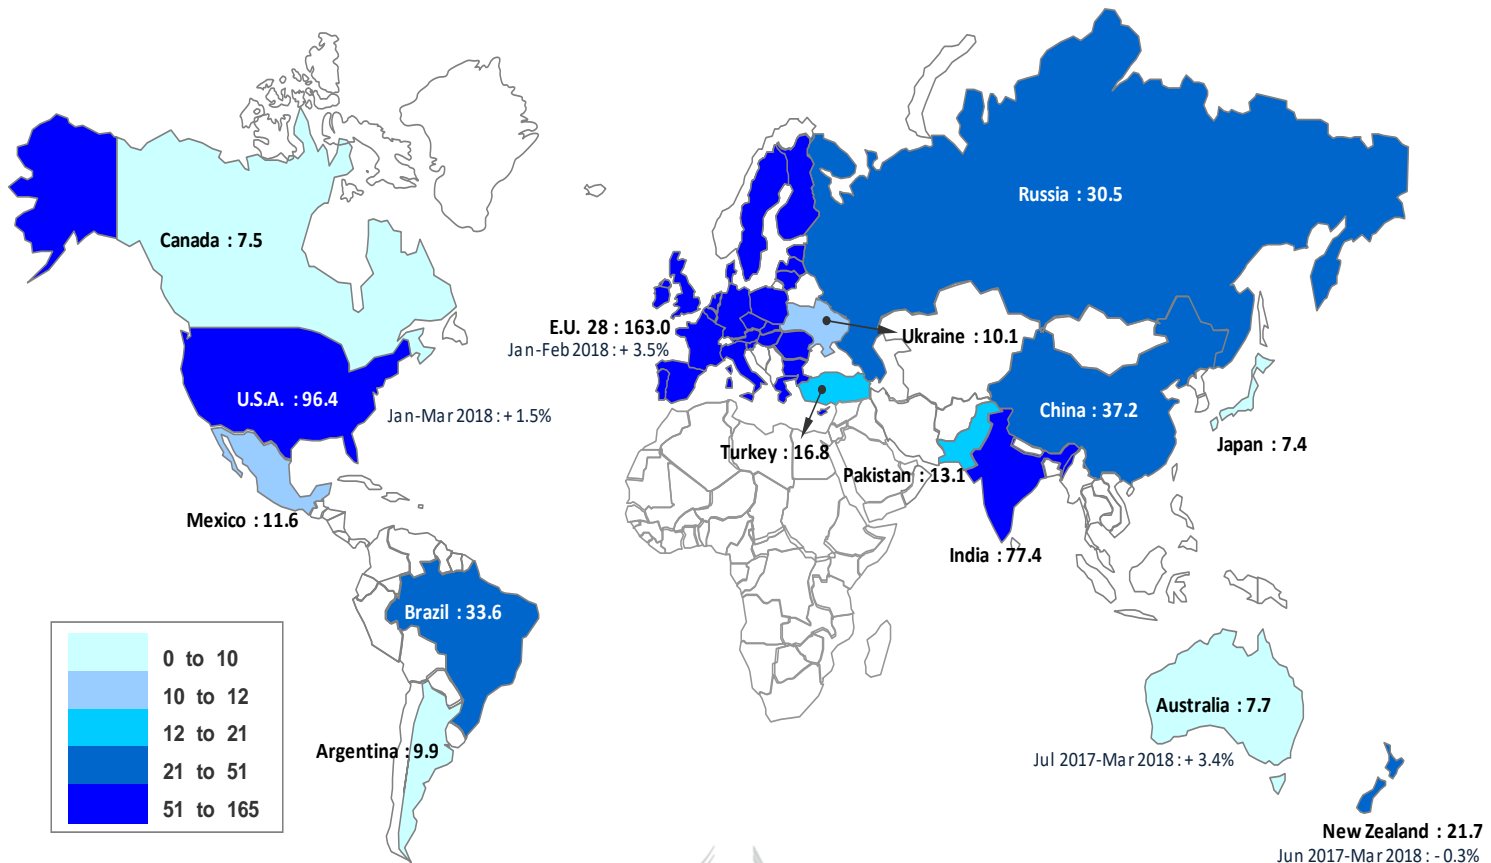 Russia : 30.5
Canada : 7.5
E.U. 28 : 163.0
Jan-Feb 2018 : + 3.5%
Ukraine : 10.1
U.S.A. : 96.4
Jan-Mar 2018 : + 1.5%
China : 37.2
Japan : 7.4
Turkey : 16.8
Pakistan : 13.1
Mexico : 11.6
India : 77.4
Brazil : 33.6
0 to 10
10 to 12
12 to 21
21 to 51
51 to 165
Argentina : 9.9
Australia : 7.7
Jul 2017-Mar 2018 : + 3.4%
New Zealand : 21.7
Jun 2017-Mar 2018 : - 0.3%